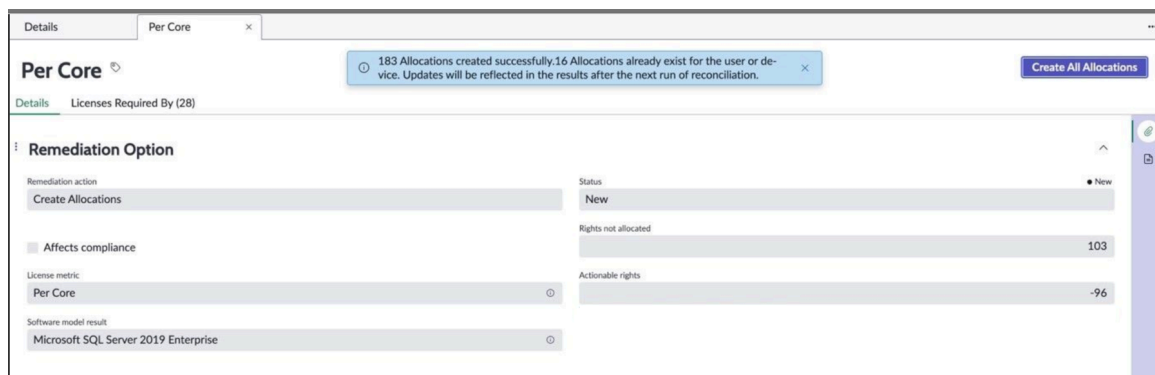 Details
Per Core ×
Per Core
183 Allocations created successfully.16 Allocations already exist for the user or de-
vice. Updates will be reflected in the results after the next run of reconciliation.
×
Create All Allocations
Details
Licenses Required By (28)
Remediation Option
Remediation action
Create Allocations
Status
New
New
Affects compliance
Rights not allocated
103
License metric
Per Core
Actionable rights
-96
Software model result
Microsoft SQL Server 2019 Enterprise